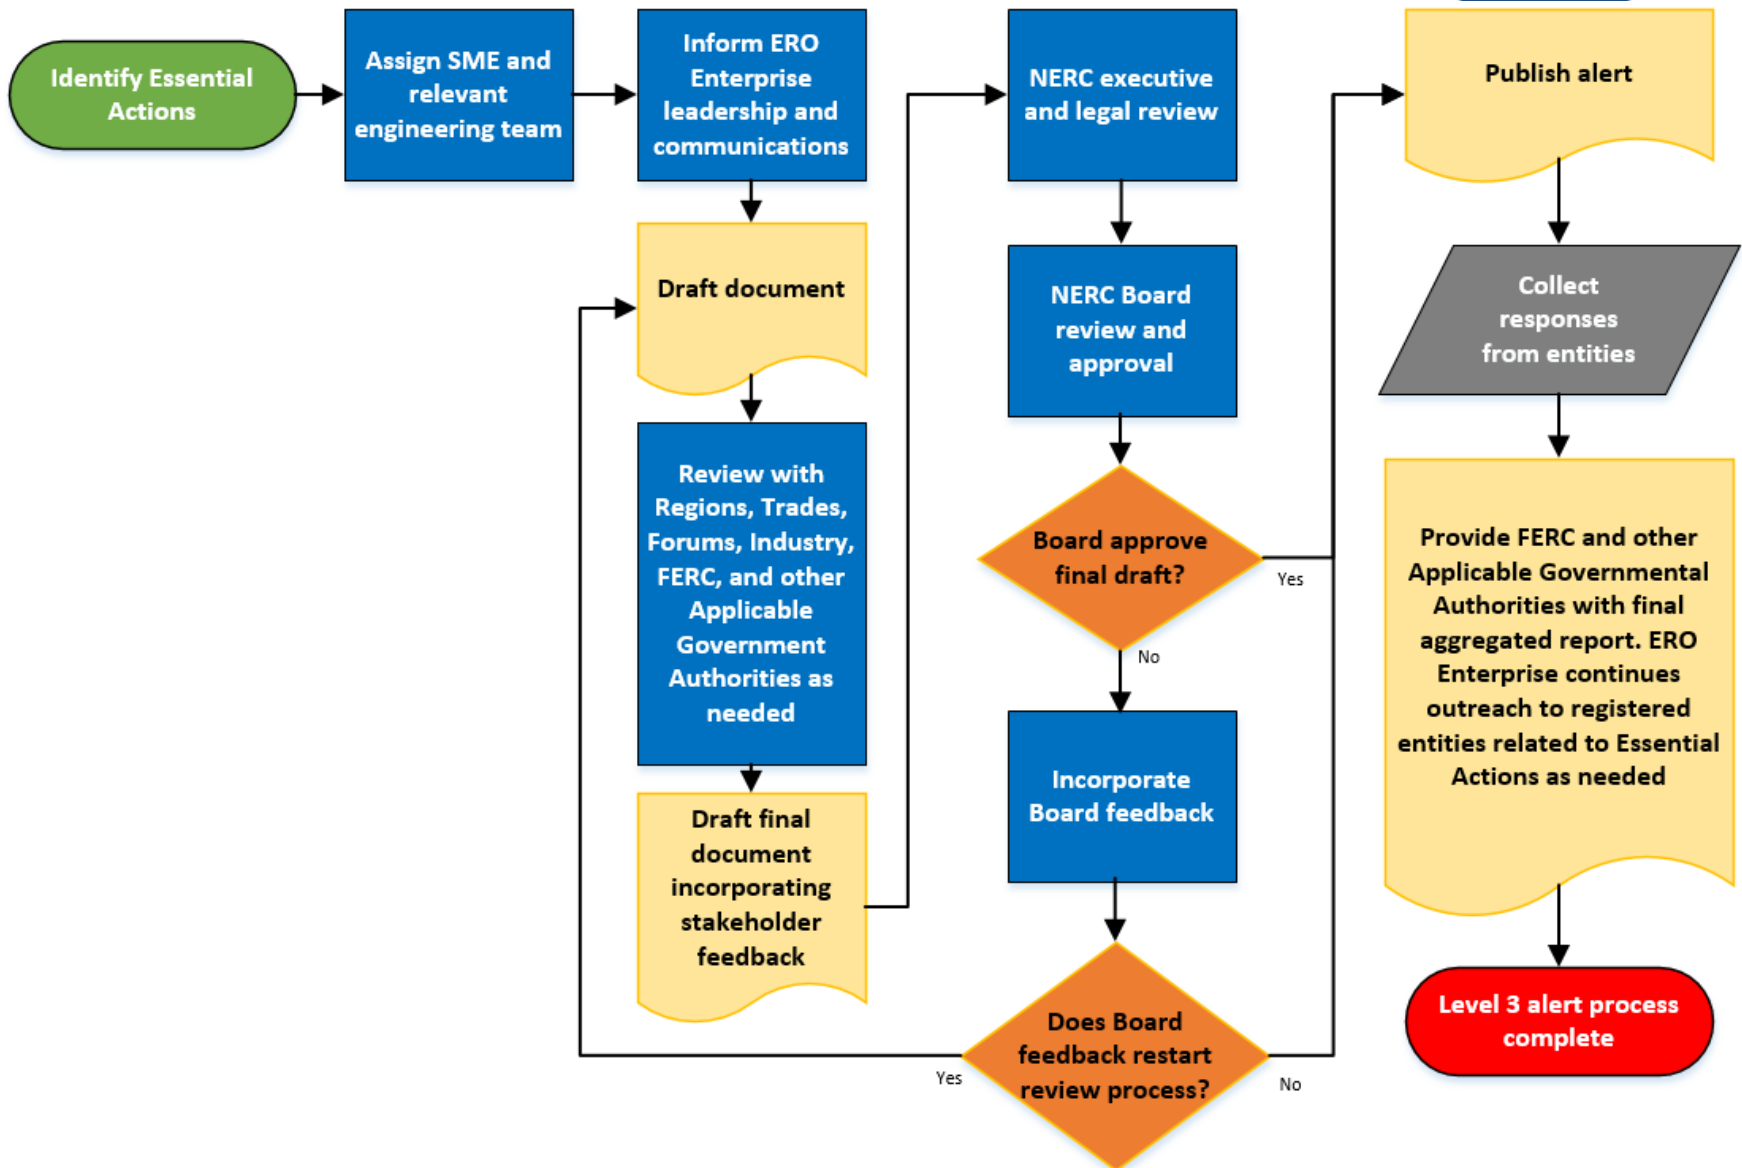 Identify Essential
Actions
Assign SME and
relevant
engineering team
Inform ERO
Enterprise
leadership and
communications
Draft document
Review with
Regions, Trades,
Forums, Industry,
FERC, and other
Applicable
Government
Authorities as
needed
Draft final
document
incorporating
stakeholder
feedback
NERC executive
and legal review
NERC Board
review and
approval
Board approve
final draft?
Yes
No
Incorporate
Board feedback
Does Board
feedback restart
review process?
Yes
No
Publish alert
Collect
responses
from entities
Provide FERC and other
Applicable Governmental
Authorities with final
aggregated report. ERO
Enterprise continues
outreach to registered
entities related to Essential
Actions as needed
Level 3 alert process
complete